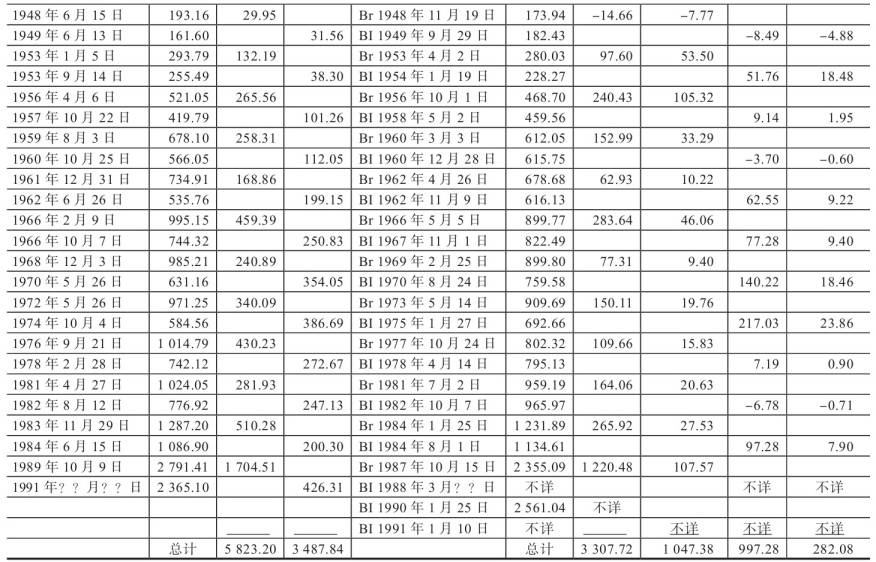 1948 年 6 月 15 日 193.16 29.95 Br 1948 年 11 月 19 日 173.94 –14.66 –7.77
1949 年 6 月 13 日 161.60 31.56 BI 1949 年 9 月 29 日 182.43 –8.49 –4.88
1953 年 1 月 5 日 293.79 132.19 Br 1953 年 4 月 2 日 280.03 97.60 53.50
1953 年 9 月 14 日 255.49 38.30 BI 1954 年 1 月 19 日 228.27 51.76 18.48
1956 年 4 月 6 日 521.05 265.56 Br 1956 年 10 月 1 日 468.70 240.43 105.32
1957 年 10 月 22 日 419.79 101.26 BI 1958 年 5 月 2 日 459.56 9.14 1.95
1959 年 8 月 3 日 678.10 258.31 Br 1960 年 3 月 3 日 612.05 152.99 33.29
1960 年 10 月 25 日 566.05 112.05 BI 1960 年 12 月 28 日 615.75 –3.70 –0.60
1961 年 12 月 31 日 734.91 168.86 Br 1962 年 4 月 26 日 678.68 62.93 10.22
1962 年 6 月 26 日 535.76 199.15 BI 1962 年 11 月 9 日 616.13 62.55 9.22
1966 年 2 月 9 日 995.15 459.39 Br 1966 年 5 月 5 日 899.77 283.64 46.06
1966 年 10 月 7 日 744.32 250.83 BI 1967 年 11 月 1 日 822.49 77.28 9.40
1968 年 12 月 3 日 985.21 240.89 Br 1969 年 2 月 25 日 899.80 77.31 9.40
1970 年 5 月 26 日 631.16 354.05 BI 1970 年 8 月 24 日 759.58 140.22 18.46
1972 年 5 月 26 日 971.25 340.09 Br 1973 年 5 月 14 日 909.69 150.11 19.76
1974 年 10 月 4 日 584.56 386.69 BI 1975 年 1 月 27 日 692.66 217.03 23.86
1976 年 9 月 21 日 1 014.79 430.23 Br 1977 年 10 月 24 日 802.32 109.66 15.83
1978 年 2 月 28 日 742.12 272.67 BI 1978 年 4 月 14 日 795.13 7.19 0.90
1981 年 4 月 27 日 1 024.05 281.93 Br 1981 年 7 月 2 日 959.19 164.06 20.63
1982 年 8 月 12 日 776.92 247.13 BI 1982 年 10 月 7 日 965.97 –6.78 –0.71
1983 年 11 月 29 日 1 287.20 510.28 Br 1984 年 1 月 25 日 1 231.89 265.92 27.53
1984 年 6 月 15 日 1 086.90 200.30 BI 1984 年 8 月 1 日 1 134.61 97.28 7.90
1989 年 10 月 9 日 2 791.41 1 704.51 Br 1987 年 10 月 15 日 2 355.09 1 220.48 107.57
1991 年？？月？？日 2 365.10 426.31 BI 1988 年 3 月？？日 不详 不详 不详
BI 1990 年 1 月 25 日 2 561.04 不详
BI 1991 年 1 月 10 日 不详 不详 不详 不详
总计 5 823.20 3 487.84 总计 3 307.72 1 047.38 997.28 282.08